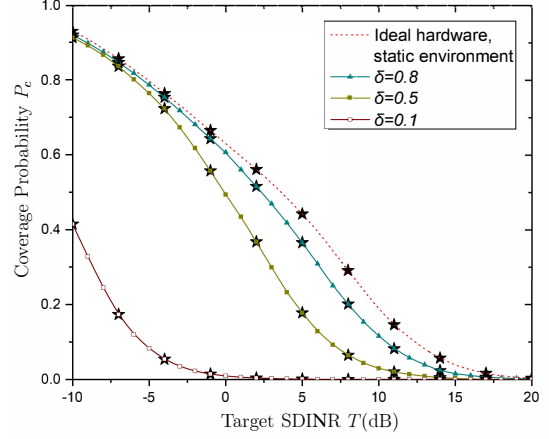 Coverage Probability P_c
1.0
0.8
0.6
0.4
0.2
0.0
Ideal hardware,
static environment
δ=0.8
δ=0.5
δ=0.1
-10 -5 0 5 10 15 20
Target SDINR T(dB)